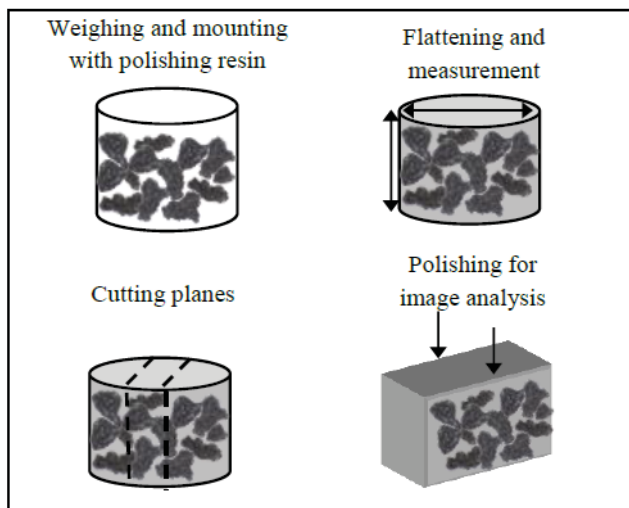 Weighing and mounting
with polishing resin
Flattening and
measurement
Cutting planes
Polishing for
image analysis